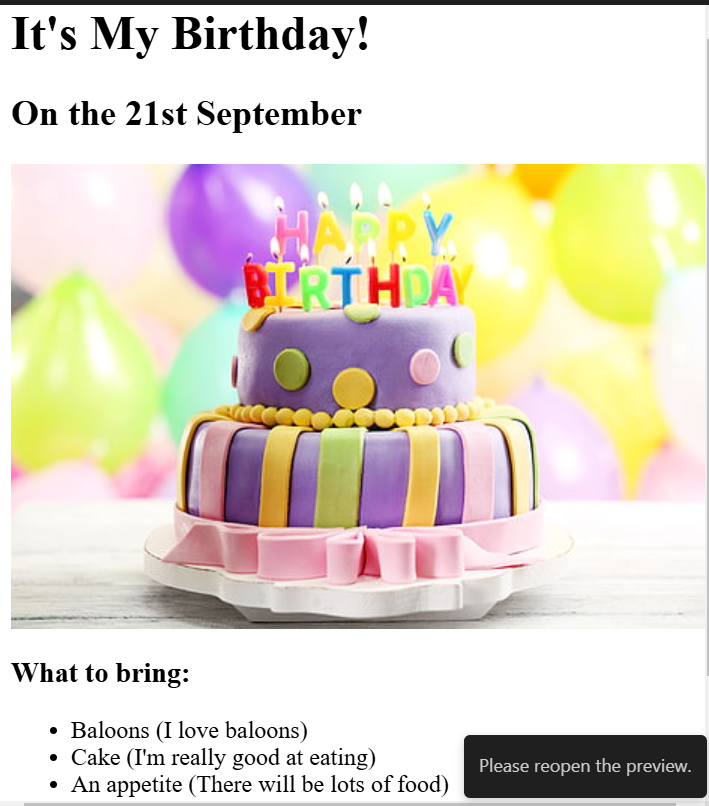 It's My Birthday!
On the 21st September
HAPPY
BIRTHDAY
What to bring:
Baloons (I love baloons)
Cake (I'm really good at eating)
An appetite (There will be lots of food)
Please reopen the preview.